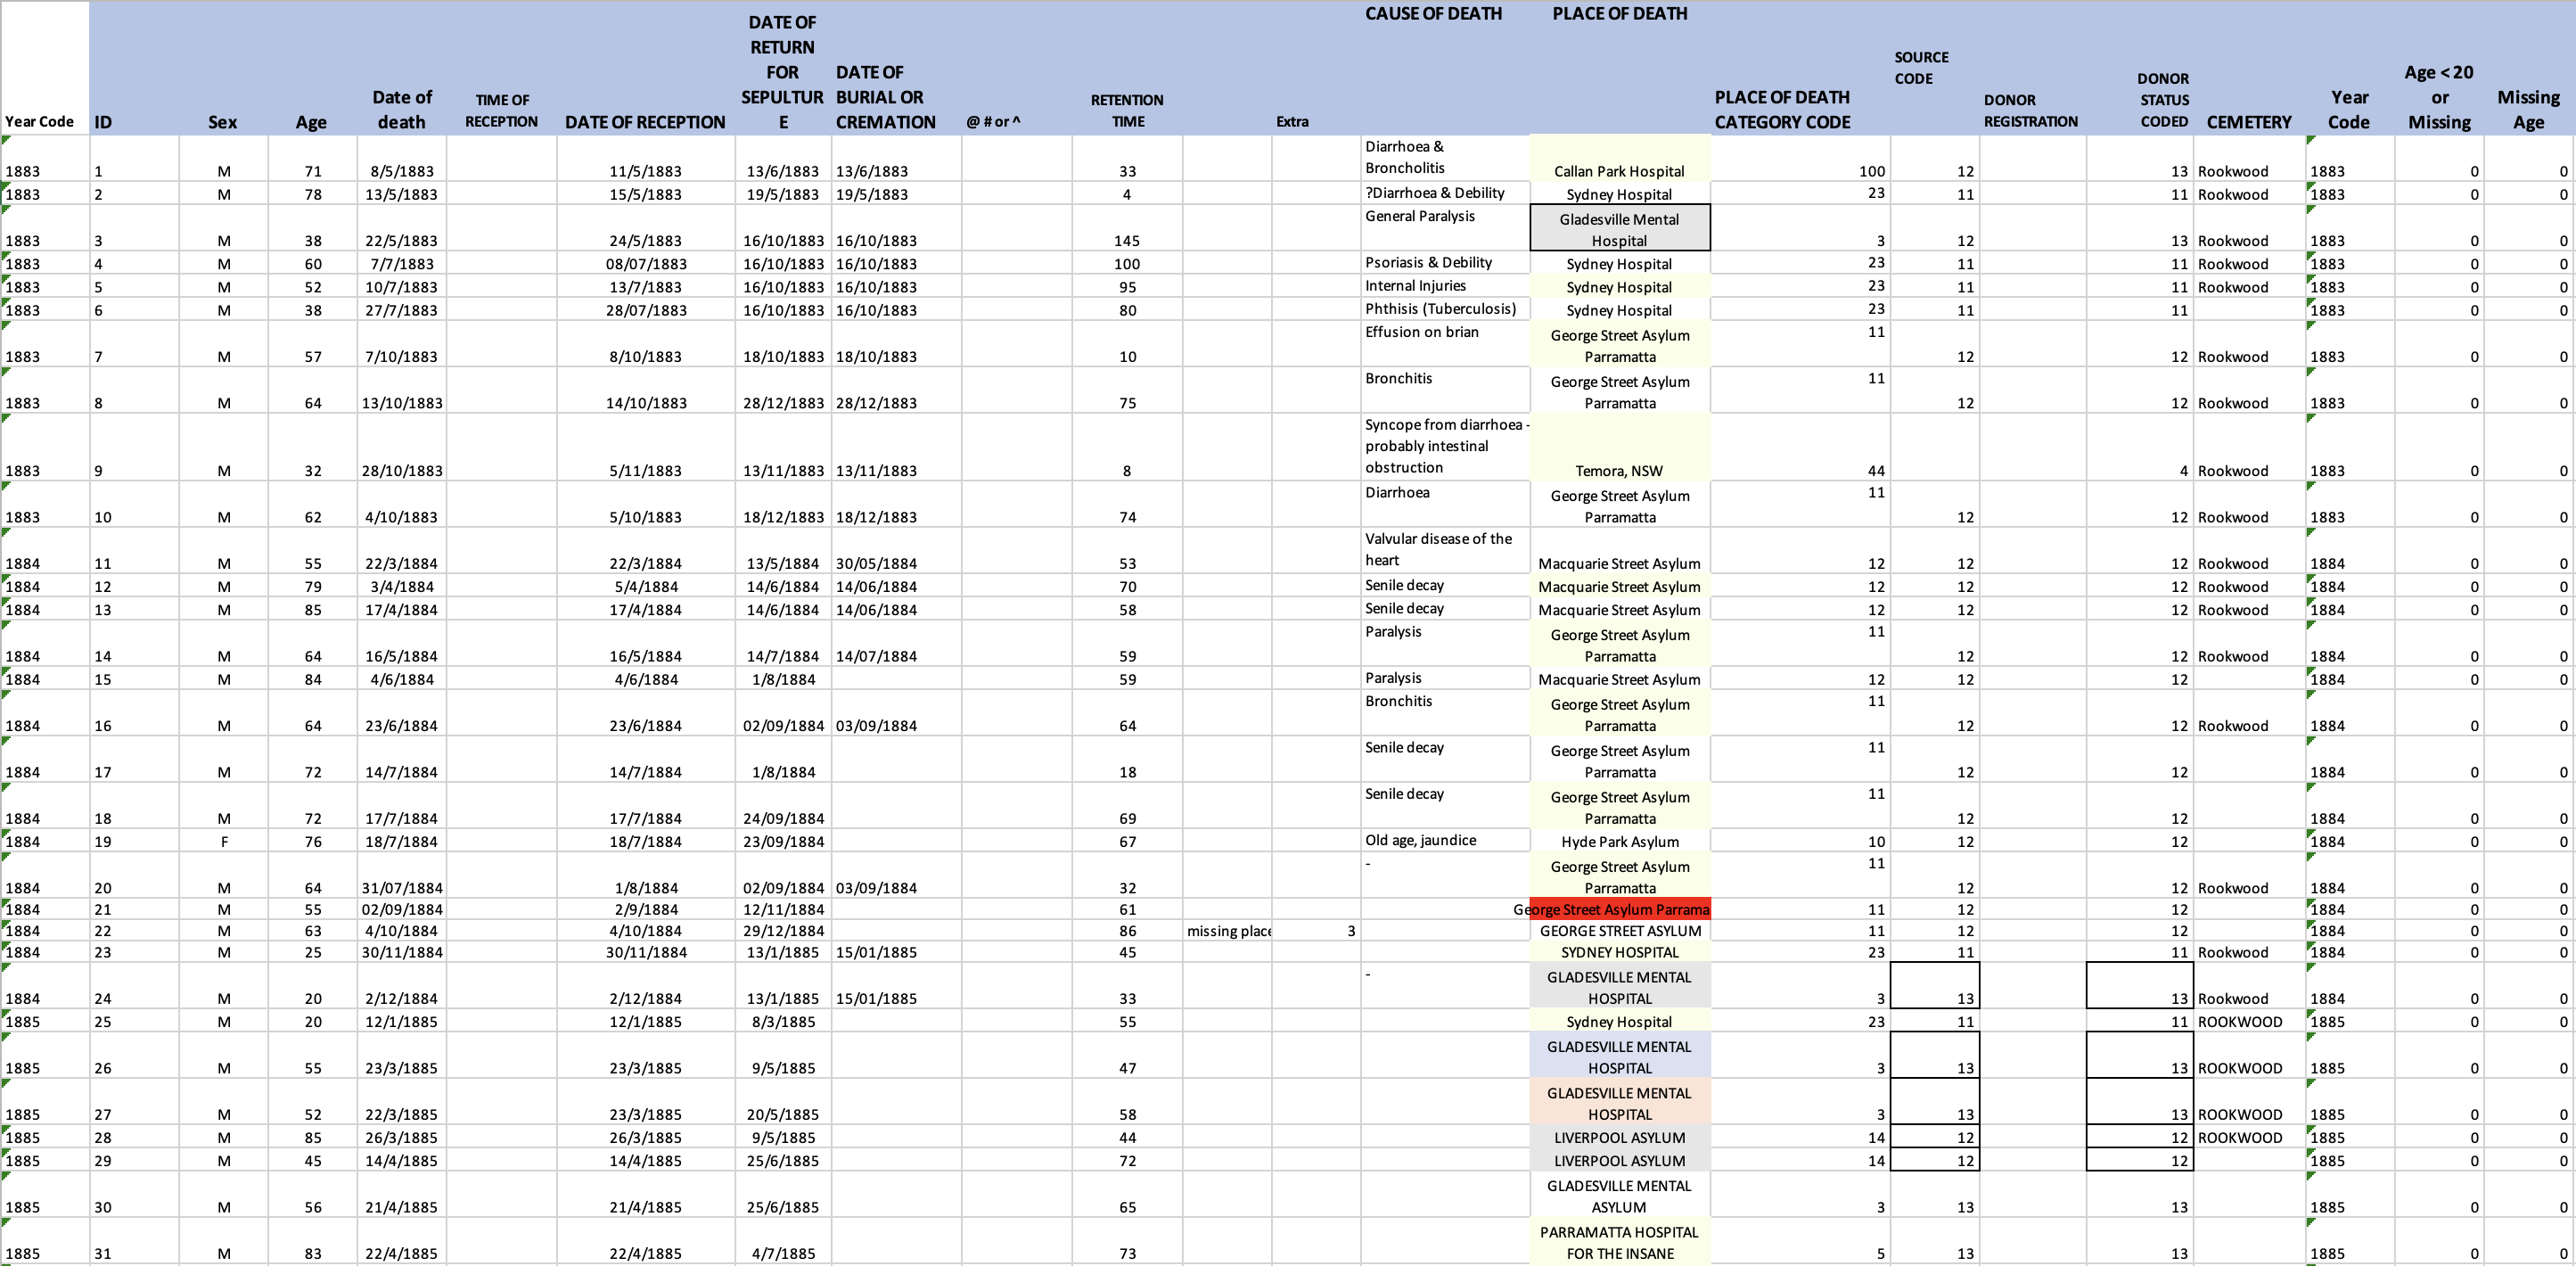 Year Code ID Sex Age Date of death TIME OF RECEPTION DATE OF RECEPTION DATE OF RETURN FOR SEPULTURE DATE OF BURIAL OR CREMATION @ # or ^ RETENTION TIME Extra CAUSE OF DEATH PLACE OF DEATH PLACE OF DEATH CATEGORY CODE SOURCE CODE DONOR REGISTRATION DONOR STATUS CODED CEMETERY Year Code Age < 20 or Missing Missing Age
1883 1 M 71 8/5/1883 11/5/1883 13/6/1883 13/6/1883 33 Diarrhoea & Broncholitis Callan Park Hospital 100 12 13 Rookwood 1883 0 0
1883 2 M 78 13/5/1883 15/5/1883 19/5/1883 19/5/1883 4 ?Diarrhoea & Debility Sydney Hospital 23 11 11 Rookwood 1883 0 0
1883 3 M 38 22/5/1883 24/5/1883 16/10/1883 16/10/1883 145 General Paralysis Gladesville Mental Hospital 3 12 13 Rookwood 1883 0 0
1883 4 M 60 7/7/1883 08/07/1883 16/10/1883 16/10/1883 100 Psoriasis & Debility Sydney Hospital 23 11 11 Rookwood 1883 0 0
1883 5 M 52 10/7/1883 13/7/1883 16/10/1883 16/10/1883 95 Internal Injuries Sydney Hospital 23 11 11 Rookwood 1883 0 0
1883 6 M 38 27/7/1883 28/07/1883 16/10/1883 16/10/1883 80 Phthisis (Tuberculosis) Sydney Hospital 23 11 11 1883 0 0
1883 7 M 57 7/10/1883 8/10/1883 18/10/1883 18/10/1883 10 Effusion on brian George Street Asylum Parramatta 11 12 12 Rookwood 1883 0 0
1883 8 M 64 13/10/1883 14/10/1883 28/12/1883 28/12/1883 75 Bronchitis George Street Asylum Parramatta 11 12 12 Rookwood 1883 0 0
1883 9 M 32 28/10/1883 5/11/1883 13/11/1883 13/11/1883 8 Syncope from diarrhoea - probably intestinal obstruction Temora, NSW 44 4 Rookwood 1883 0 0
1883 10 M 62 4/10/1883 5/10/1883 18/12/1883 18/12/1883 74 Diarrhoea George Street Asylum Parramatta 11 12 12 Rookwood 1883 0 0
1884 11 M 55 22/3/1884 22/3/1884 13/5/1884 30/05/1884 53 Valvular disease of the heart Macquarie Street Asylum 12 12 12 Rookwood 1884 0 0
1884 12 M 79 3/4/1884 5/4/1884 14/6/1884 14/06/1884 70 Senile decay Macquarie Street Asylum 12 12 12 Rookwood 1884 0 0
1884 13 M 85 17/4/1884 17/4/1884 14/6/1884 14/06/1884 58 Senile decay Macquarie Street Asylum 12 12 12 Rookwood 1884 0 0
1884 14 M 64 16/5/1884 16/5/1884 14/7/1884 14/07/1884 59 Paralysis George Street Asylum Parramatta 11 12 12 Rookwood 1884 0 0
1884 15 M 84 4/6/1884 4/6/1884 1/8/1884 59 Paralysis Macquarie Street Asylum 12 12 12 1884 0 0
1884 16 M 64 23/6/1884 23/6/1884 02/09/1884 03/09/1884 64 Bronchitis George Street Asylum Parramatta 11 12 12 Rookwood 1884 0 0
1884 17 M 72 14/7/1884 14/7/1884 1/8/1884 18 Senile decay George Street Asylum Parramatta 11 12 12 1884 0 0
1884 18 M 72 17/7/1884 17/7/1884 24/09/1884 69 Senile decay George Street Asylum Parramatta 11 12 12 1884 0 0
1884 19 F 76 18/7/1884 18/7/1884 23/09/1884 67 Old age, jaundice Hyde Park Asylum 10 12 12 1884 0 0
1884 20 M 64 31/07/1884 1/8/1884 02/09/1884 03/09/1884 32 - George Street Asylum Parramatta 11 12 12 Rookwood 1884 0 0
1884 21 M 55 02/09/1884 2/9/1884 12/11/1884 61 George Street Asylum Parrama 11 12 12 1884 0 0
1884 22 M 63 4/10/1884 4/10/1884 29/12/1884 86 missing place 3 GEORGE STREET ASYLUM 11 12 12 1884 0 0
1884 23 M 25 30/11/1884 30/11/1884 13/1/1885 15/01/1885 45 SYDNEY HOSPITAL 23 11 11 Rookwood 1884 0 0
1884 24 M 20 2/12/1884 2/12/1884 13/1/1885 15/01/1885 33 - GLADESVILLE MENTAL HOSPITAL 3 13 13 Rookwood 1884 0 0
1885 25 M 20 12/1/1885 12/1/1885 8/3/1885 55 Sydney Hospital 23 11 11 ROOKWOOD 1885 0 0
1885 26 M 55 23/3/1885 23/3/1885 9/5/1885 47 GLADESVILLE MENTAL HOSPITAL 3 13 13 ROOKWOOD 1885 0 0
1885 27 M 52 22/3/1885 23/3/1885 20/5/1885 58 GLADESVILLE MENTAL HOSPITAL 3 13 13 ROOKWOOD 1885 0 0
1885 28 M 85 26/3/1885 26/3/1885 9/5/1885 44 LIVERPOOL ASYLUM 14 12 12 ROOKWOOD 1885 0 0
1885 29 M 45 14/4/1885 14/4/1885 25/6/1885 72 LIVERPOOL ASYLUM 14 12 12 1885 0 0
1885 30 M 56 21/4/1885 21/4/1885 25/6/1885 65 GLADESVILLE MENTAL ASYLUM 3 13 13 1885 0 0
1885 31 M 83 22/4/1885 22/4/1885 4/7/1885 73 PARRAMATTA HOSPITAL FOR THE INSANE 5 13 13 1885 0 0